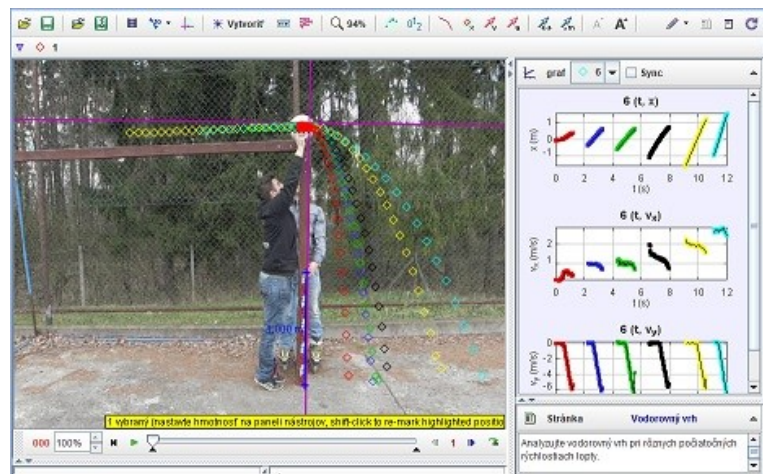 Vytvoriť 94%
1
graf 6 Sync
6 (t, x)
x (m)
1
0
-1
0 2 4 6 8 10 12
t (s)
6 (t, vx)
vx (m/s)
2
1
0
0 2 4 6 8 10 12
t (s)
6 (t, vy)
vy (m/s)
0
-2
-4
-6
1,000 m
1 vybraný (nastavte hmotnosť na paneli nástrojov, shift-click to re-mark highlighted positio
000 100% 1
Stránka Vodorovný vrh
Analyzujte vodorovný vrh pri rôznych počiatočných
rýchlostiach lopty.